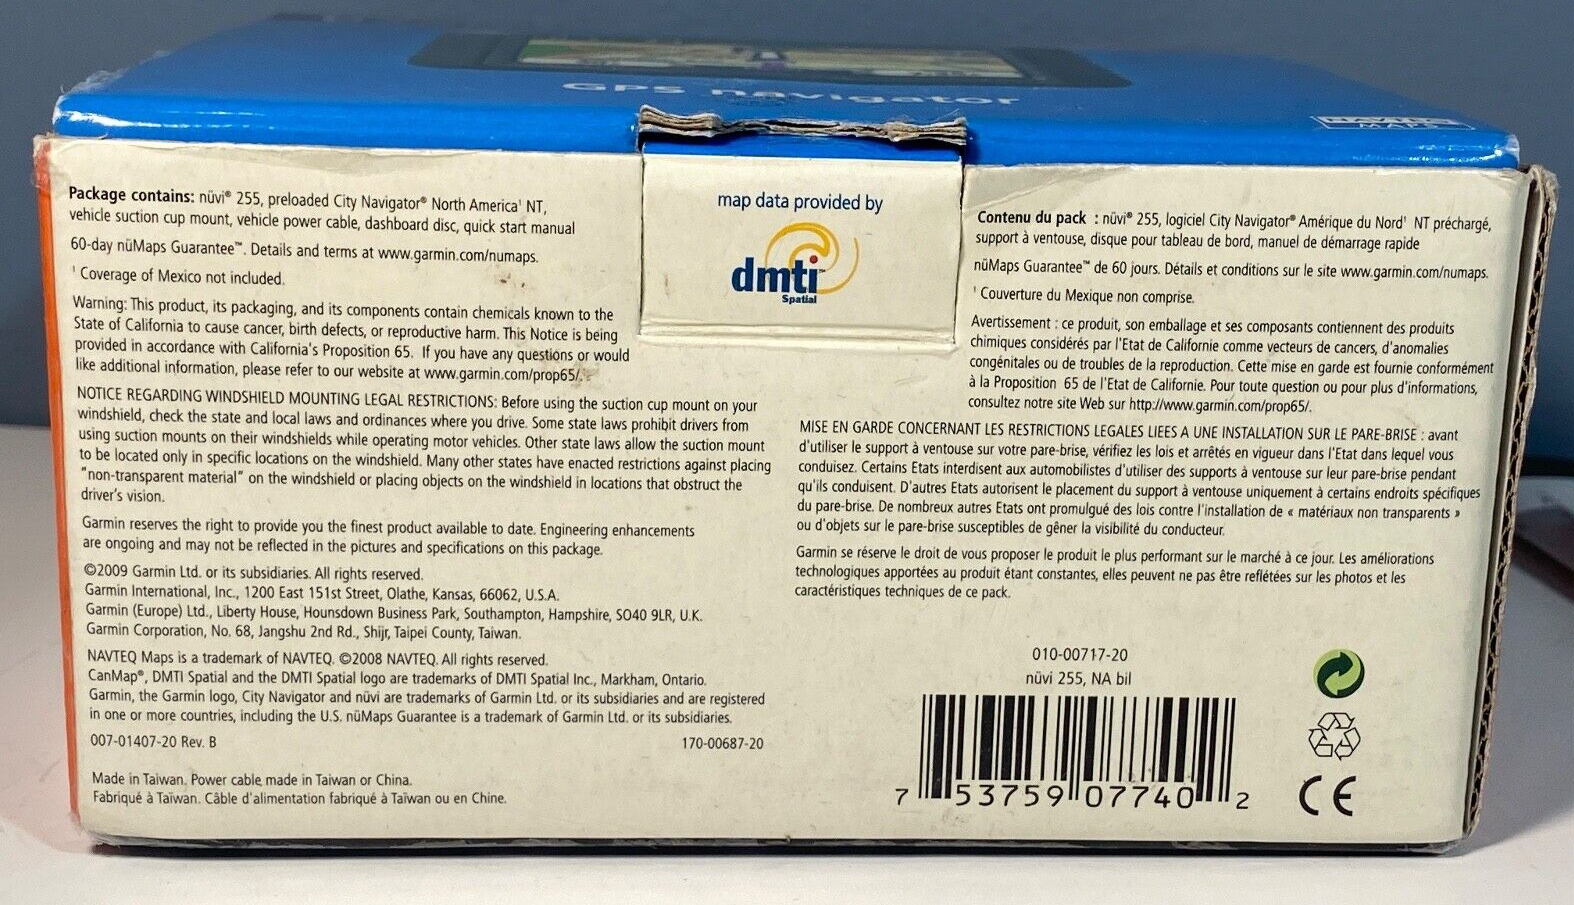 GPS navigator
NAVTEQ
MAPS
Package contains: nüvi® 255, preloaded City Navigator® North America¹ NT,
vehicle suction cup mount, vehicle power cable, dashboard disc, quick start manual
60-day nüMaps Guarantee™. Details and terms at www.garmin.com/numaps.
¹ Coverage of Mexico not included.
Warning: This product, its packaging, and its components contain chemicals known to the
State of California to cause cancer, birth defects, or reproductive harm. This Notice is being
provided in accordance with California's Proposition 65. If you have any questions or would
like additional information, please refer to our website at www.garmin.com/prop65/.
NOTICE REGARDING WINDSHIELD MOUNTING LEGAL RESTRICTIONS: Before using the suction cup mount on your
windshield, check the state and local laws and ordinances where you drive. Some state laws prohibit drivers from
using suction mounts on their windshields while operating motor vehicles. Other state laws allow the suction mount
to be located only in specific locations on the windshield. Many other states have enacted restrictions against placing
"non-transparent material" on the windshield or placing objects on the windshield in locations that obstruct the
driver's vision.
Garmin reserves the right to provide you the finest product available to date. Engineering enhancements
are ongoing and may not be reflected in the pictures and specifications on this package.
©2009 Garmin Ltd. or its subsidiaries. All rights reserved.
Garmin International, Inc., 1200 East 151st Street, Olathe, Kansas, 66062, U.S.A.
Garmin (Europe) Ltd., Liberty House, Hounsdown Business Park, Southampton, Hampshire, SO40 9LR, U.K.
Garmin Corporation, No. 68, Jangshu 2nd Rd., Shijr, Taipei County, Taiwan.
NAVTEQ Maps is a trademark of NAVTEQ. ©2008 NAVTEQ. All rights reserved.
CanMap®, DMTI Spatial and the DMTI Spatial logo are trademarks of DMTI Spatial Inc., Markham, Ontario.
Garmin, the Garmin logo, City Navigator and nüvi are trademarks of Garmin Ltd. or its subsidiaries and are registered
in one or more countries, including the U.S. nüMaps Guarantee is a trademark of Garmin Ltd. or its subsidiaries.
007-01407-20 Rev. B 170-00687-20
Made in Taiwan. Power cable made in Taiwan or China.
Fabriqué à Taïwan. Câble d'alimentation fabriqué à Taïwan ou en Chine.
map data provided by
dmti™
Spatial
Contenu du pack : nüvi® 255, logiciel City Navigator® Amérique du Nord¹ NT préchargé,
support à ventouse, disque pour tableau de bord, manuel de démarrage rapide
nüMaps Guarantee™ de 60 jours. Détails et conditions sur le site www.garmin.com/numaps.
¹ Couverture du Mexique non comprise.
Avertissement : ce produit, son emballage et ses composants contiennent des produits
chimiques considérés par l'Etat de Californie comme vecteurs de cancers, d'anomalies
congénitales ou de troubles de la reproduction. Cette mise en garde est fournie conformément
à la Proposition 65 de l'Etat de Californie. Pour toute question ou pour plus d'informations,
consultez notre site Web sur http://www.garmin.com/prop65/.
MISE EN GARDE CONCERNANT LES RESTRICTIONS LEGALES LIEES A UNE INSTALLATION SUR LE PARE-BRISE : avant
d'utiliser le support à ventouse sur votre pare-brise, vérifiez les lois et arrêtés en vigueur dans l'Etat dans lequel vous
conduisez. Certains Etats interdisent aux automobilistes d'utiliser des supports à ventouse sur leur pare-brise pendant
qu'ils conduisent. D'autres Etats autorisent le placement du support à ventouse uniquement à certains endroits spécifiques
du pare-brise. De nombreux autres Etats ont promulgué des lois contre l'installation de « matériaux non transparents »
ou d'objets sur le pare-brise susceptibles de gêner la visibilité du conducteur.
Garmin se réserve le droit de vous proposer le produit le plus performant sur le marché à ce jour. Les améliorations
technologiques apportées au produit étant constantes, elles peuvent ne pas être reflétées sur les photos et les
caractéristiques techniques de ce pack.
010-00717-20
nüvi 255, NA bil
7 53759 07740 2
CE